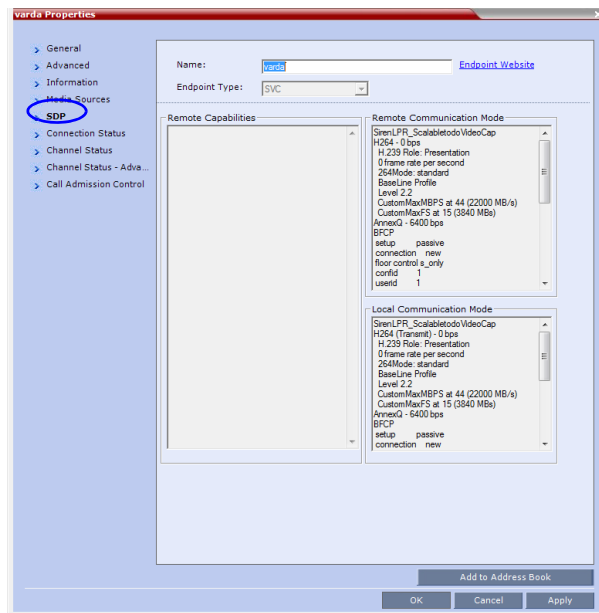 varda Properties
General
Advanced
Information
Media Sources
SDP
Connection Status
Channel Status
Channel Status - Adva...
Call Admission Control
Name:
varda
Endpoint Website
Endpoint Type:
SVC
Remote Capabilities
Remote Communication Mode
SirenLPR_ScalabletodoVideoCap
H264 - 0 bps
H.239 Role: Presentation
0 frame rate per second
264Mode: standard
BaseLine Profile
Level 2.2
CustomMaxMBPS at 44 (22000 MB/s)
CustomMaxFS at 15 (3840 MBs)
AnnexQ - 6400 bps
BFCP
setup passive
connection new
floor control s_only
confid 1
userid 1
Local Communication Mode
SirenLPR_ScalabletodoVideoCap
H264 (Transmit) - 0 bps
H.239 Role: Presentation
0 frame rate per second
264Mode: standard
BaseLine Profile
Level 2.2
CustomMaxMBPS at 44 (22000 MB/s)
CustomMaxFS at 15 (3840 MBs)
AnnexQ - 6400 bps
BFCP
setup passive
connection new
Add to Address Book
OK
Cancel
Apply